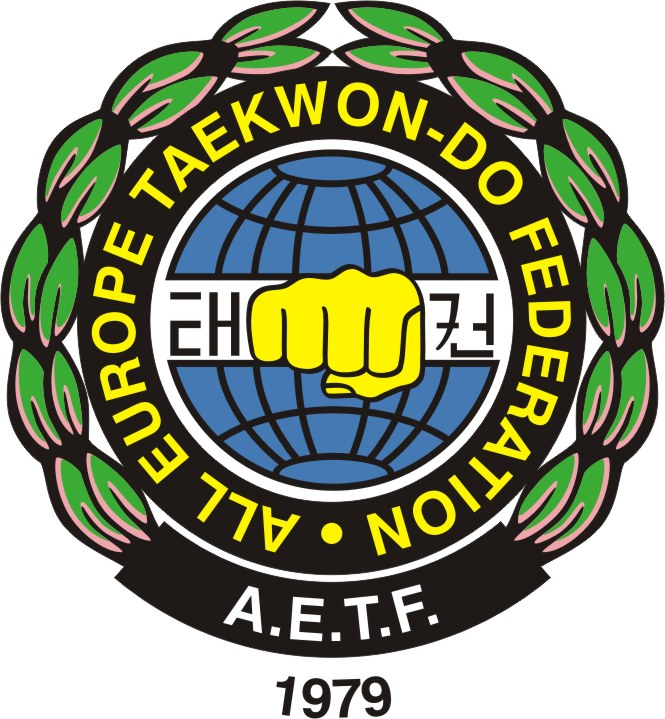 ALL EUROPE TAEKWON-DO FEDERATION •
태 권
A.E.T.F.
1979